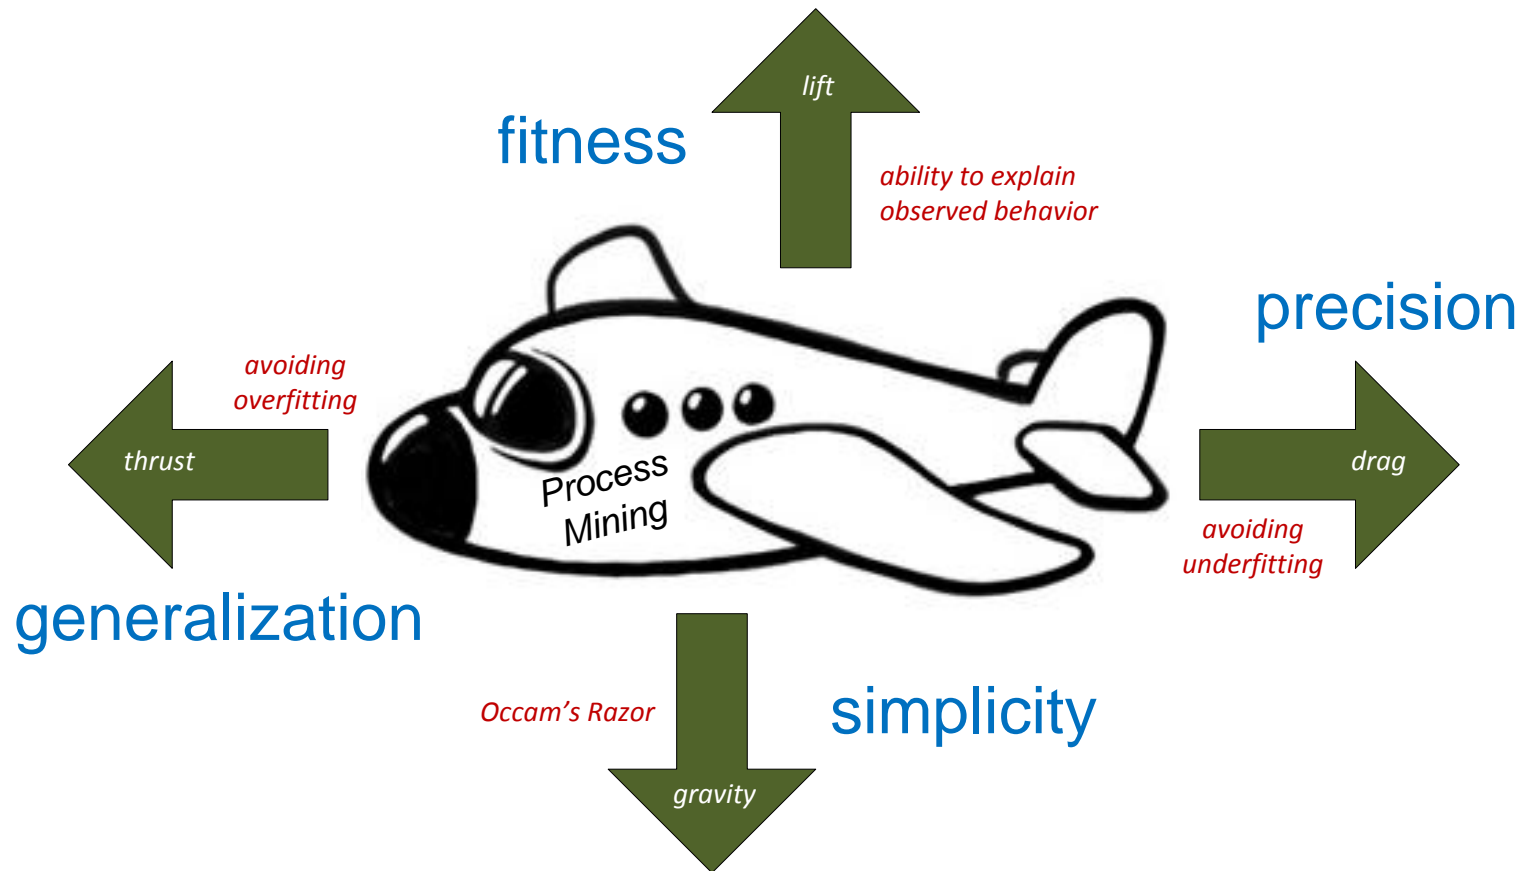 lift
fitness
ability to explain
observed behavior
precision
avoiding
overfitting
thrust
drag
Process
Mining
avoiding
underfitting
generalization
Occam’s Razor
simplicity
gravity